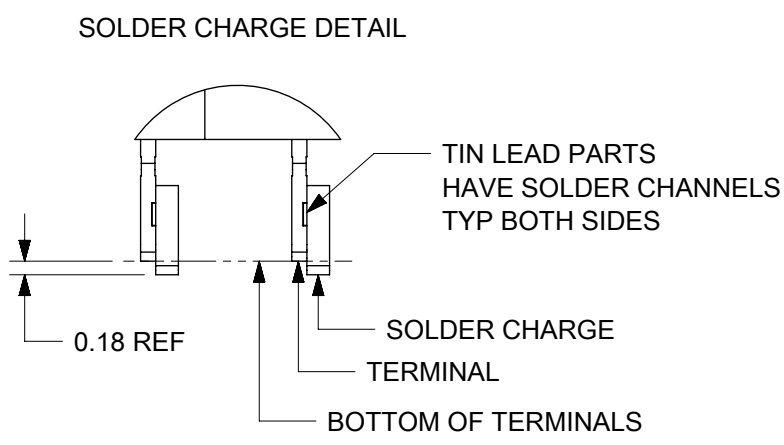 SOLDER CHARGE DETAIL
TIN LEAD PARTS
HAVE SOLDER CHANNELS
TYP BOTH SIDES
0.18 REF
SOLDER CHARGE
TERMINAL
BOTTOM OF TERMINALS